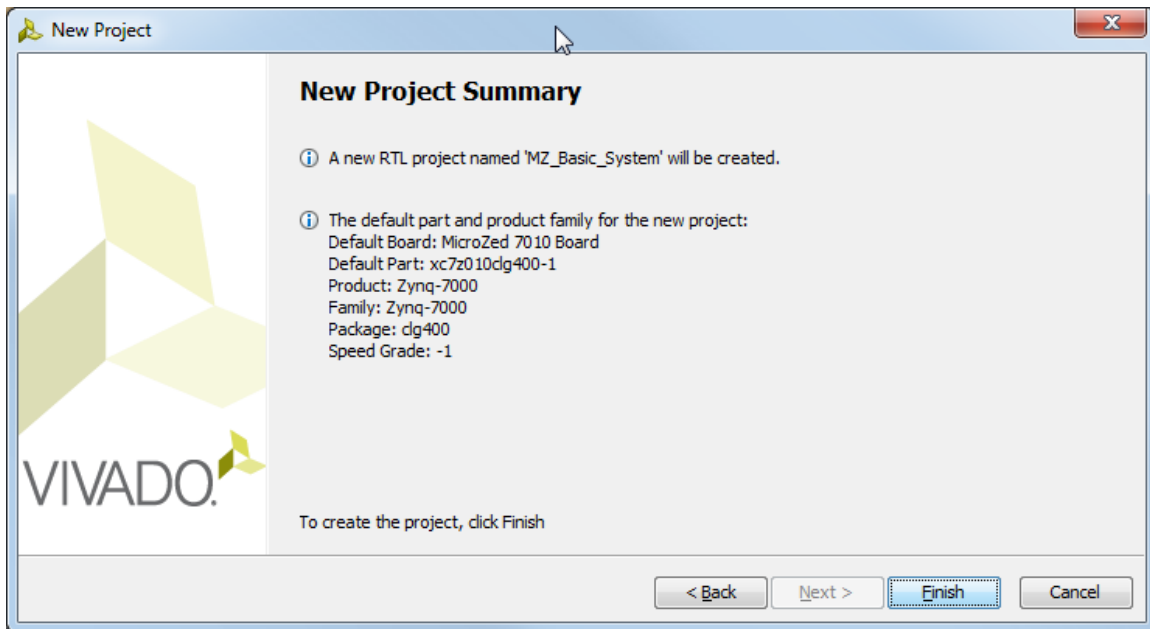 New Project
New Project Summary
A new RTL project named 'MZ_Basic_System' will be created.
The default part and product family for the new project:
Default Board: MicroZed 7010 Board
Default Part: xc7z010clg400-1
Product: Zynq-7000
Family: Zynq-7000
Package: clg400
Speed Grade: -1
VIVADO.
To create the project, click Finish
< Back Next > Finish Cancel